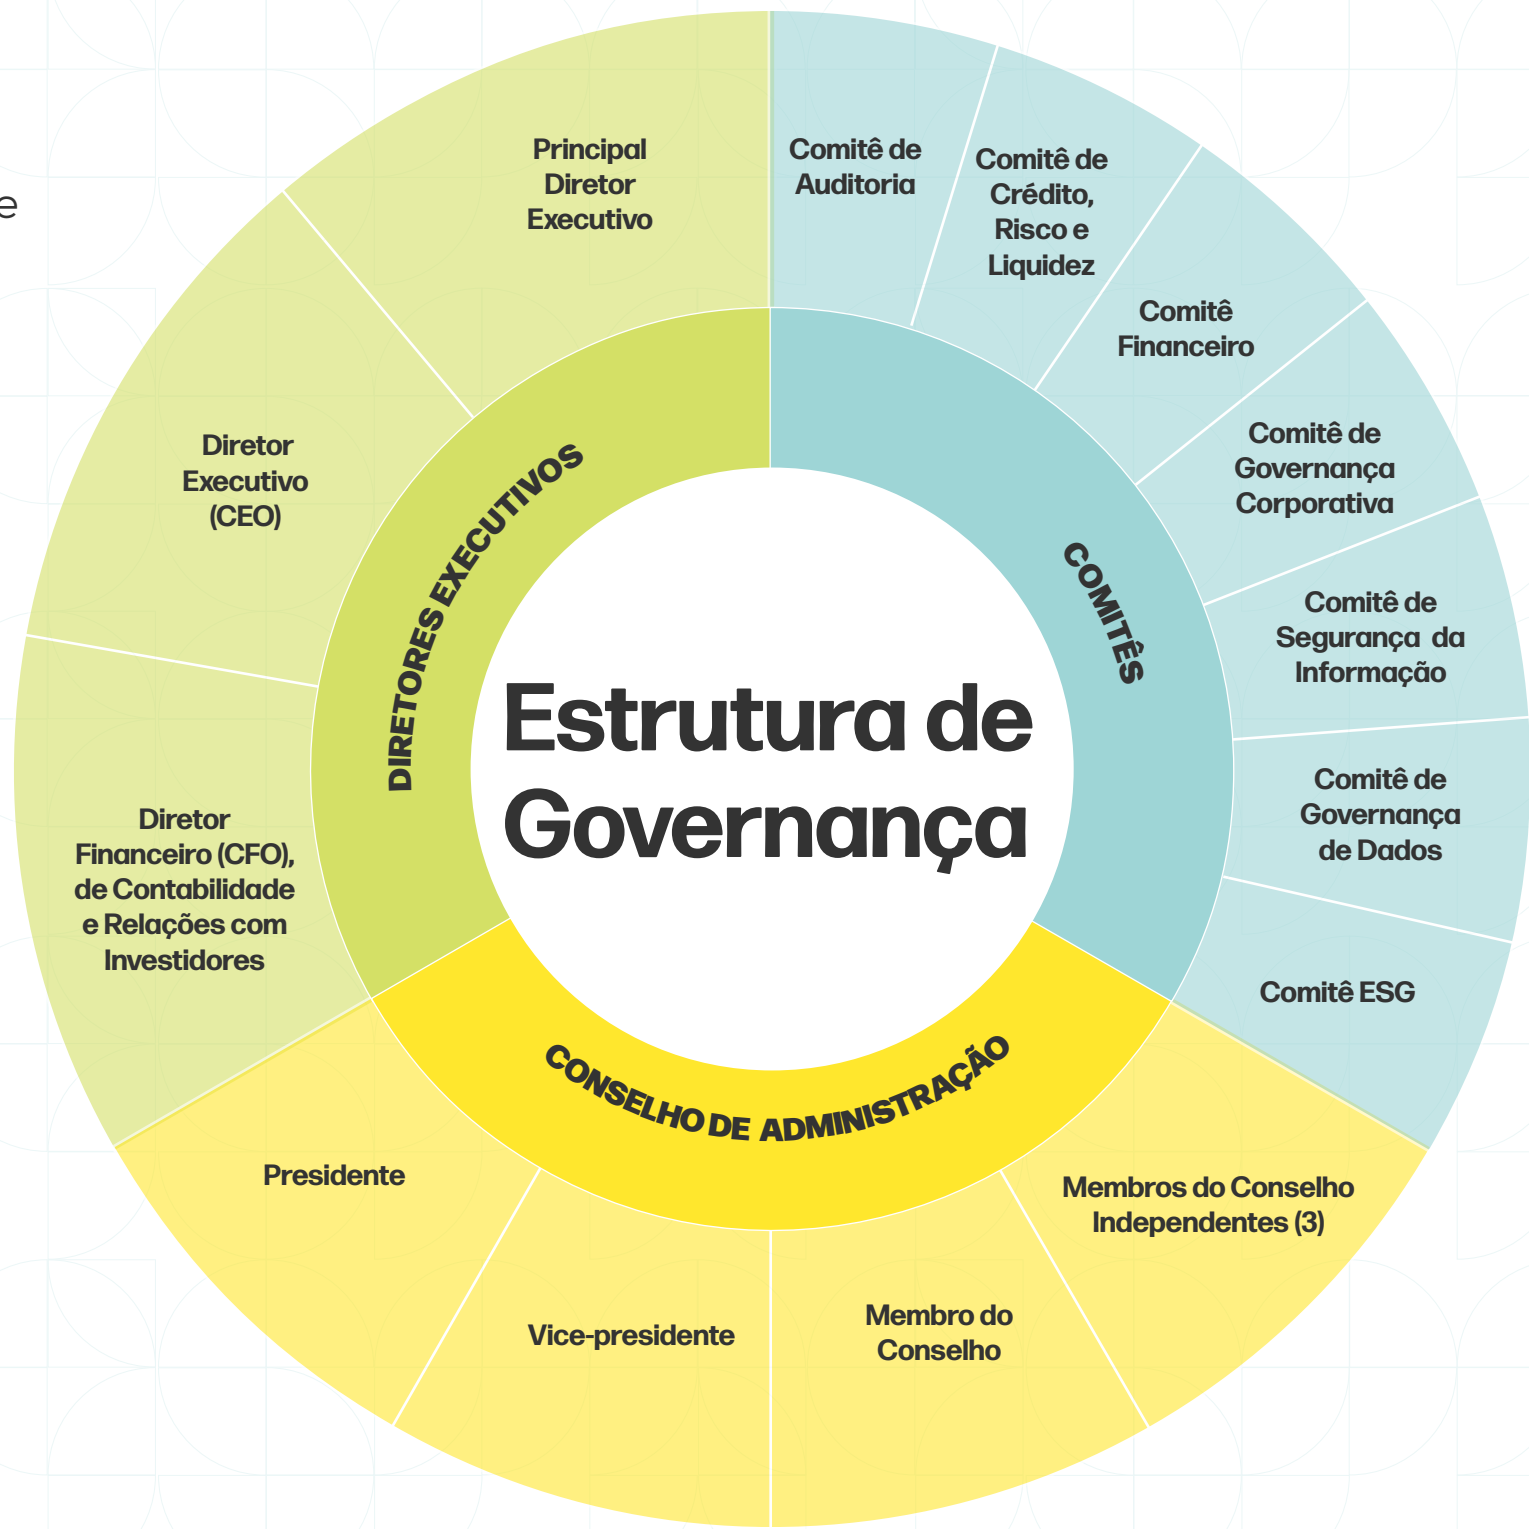 e
Principal
Diretor
Executivo
Comitê de
Auditoria
Comitê de
Crédito,
Risco e
Liquidez
Comitê
Financeiro
Comitê de
Governança
Corporativa
Comitê de
Segurança da
Informação
Comitê de
Governança
de Dados
Comitê ESG
COMITÊS
Diretor
Executivo
(CEO)
DIRETORES EXECUTIVOS
Diretor
Financeiro (CFO),
de Contabilidade
e Relações com
Investidores
Estrutura de
Governança
CONSELHO DE ADMINISTRAÇÃO
Presidente
Vice-presidente
Membro do
Conselho
Membros do Conselho
Independentes (3)